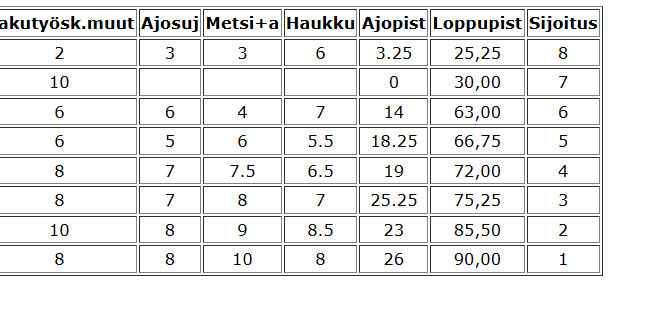 akutyösk.muut Ajosuj Metsi+a Haukku Ajopist Loppupist Sijoitus
2 3 3 6 3.25 25,25 8
10 0 30,00 7
6 6 4 7 14 63,00 6
6 5 6 5.5 18.25 66,75 5
8 7 7.5 6.5 19 72,00 4
8 7 8 7 25.25 75,25 3
10 8 9 8.5 23 85,50 2
8 8 10 8 26 90,00 1